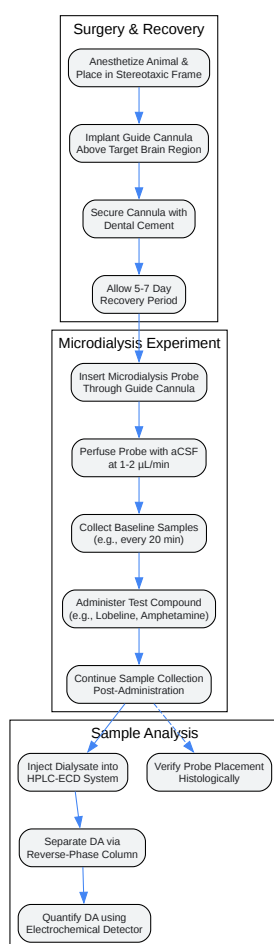 Surgery & Recovery
Anesthetize Animal &
Place in Stereotaxic Frame
Implant Guide Cannula
Above Target Brain Region
Secure Cannula with
Dental Cement
Allow 5-7 Day
Recovery Period
Microdialysis Experiment
Insert Microdialysis Probe
Through Guide Cannula
Perfuse Probe with aCSF
at 1-2 µL/min
Collect Baseline Samples
(e.g., every 20 min)
Administer Test Compound
(e.g., Lobeline, Amphetamine)
Continue Sample Collection
Post-Administration
Sample Analysis
Inject Dialysate into
HPLC-ECD System
Verify Probe Placement
Histologically
Separate DA via
Reverse-Phase Column
Quantify DA using
Electrochemical Detector